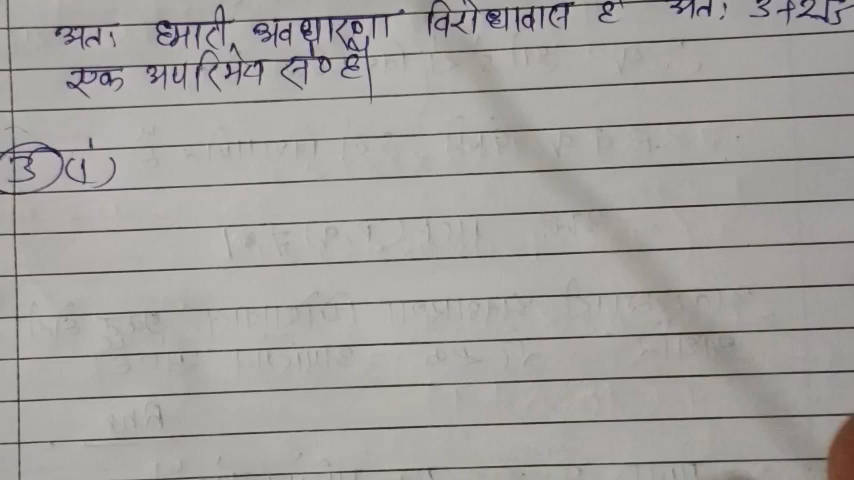 अतः हमारी अवधारणा विरोधावास है अतः 3+2√5
एक अपरिमेय सं० है|
3 (i)